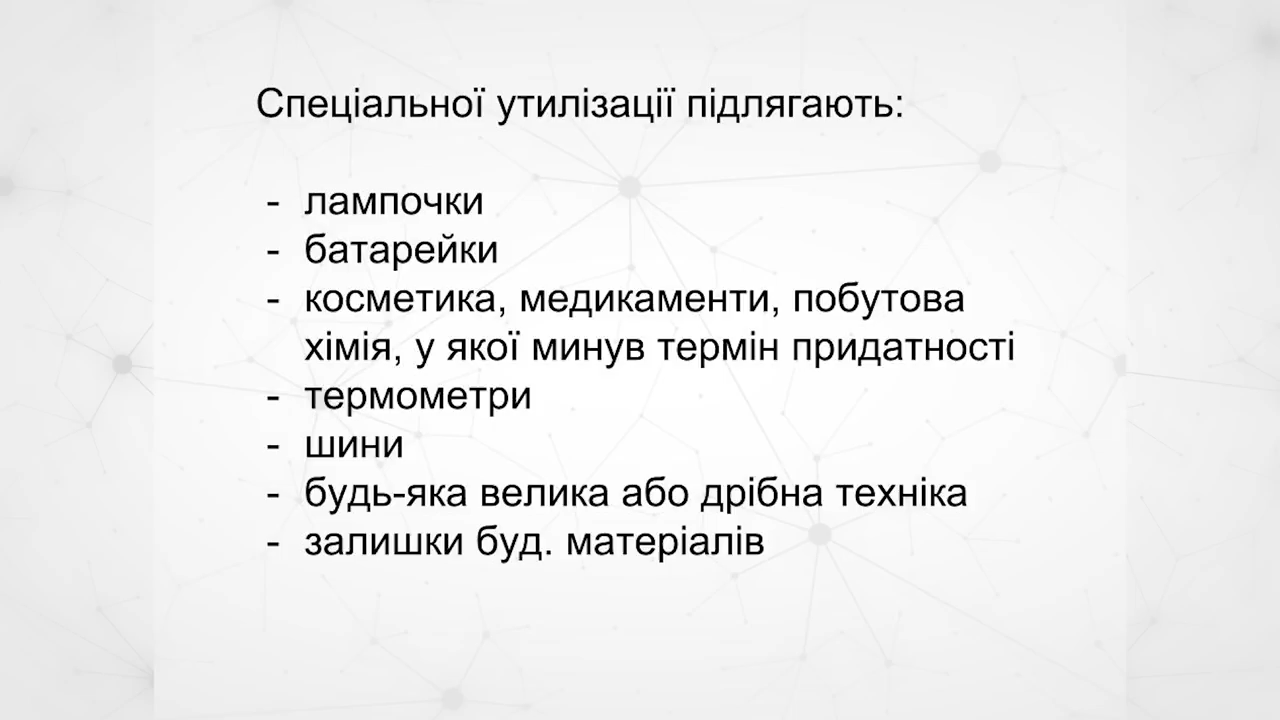 Спеціальної утилізації підлягають:
- лампочки
- батарейки
- косметика, медикаменти, побутова
хімія, у якої минув термін придатності
- термометри
- шини
- будь-яка велика або дрібна техніка
- залишки буд. матеріалів